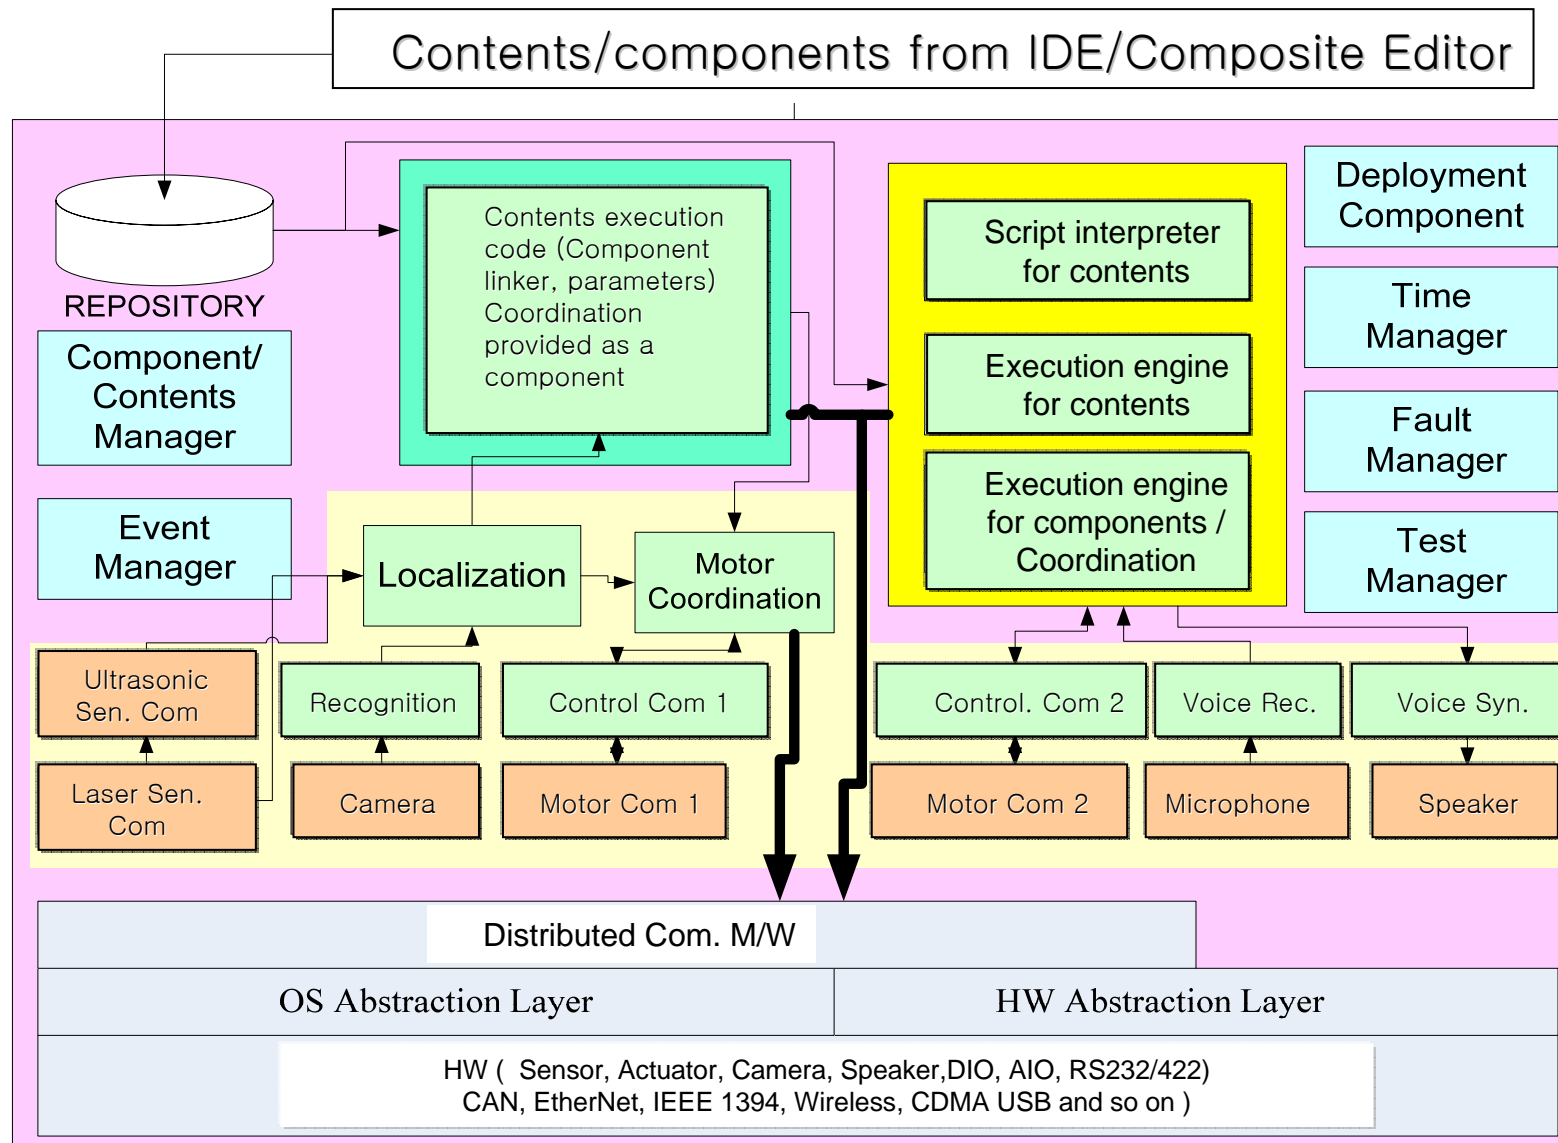 Contents/components from IDE/Composite Editor
REPOSITORY
Component/
Contents
Manager
Event
Manager
Contents execution
code (Component
linker, parameters)
Coordination
provided as a
component
Script interpreter
for contents
Execution engine
for contents
Execution engine
for components /
Coordination
Deployment
Component
Time
Manager
Fault
Manager
Test
Manager
Localization
Motor
Coordination
Ultrasonic
Sen. Com
Recognition
Control Com 1
Control. Com 2
Voice Rec.
Voice Syn.
Laser Sen.
Com
Camera
Motor Com 1
Motor Com 2
Microphone
Speaker
Distributed Com. M/W
OS Abstraction Layer
HW Abstraction Layer
HW ( Sensor, Actuator, Camera, Speaker,DIO, AIO, RS232/422)
CAN, EtherNet, IEEE 1394, Wireless, CDMA USB and so on )